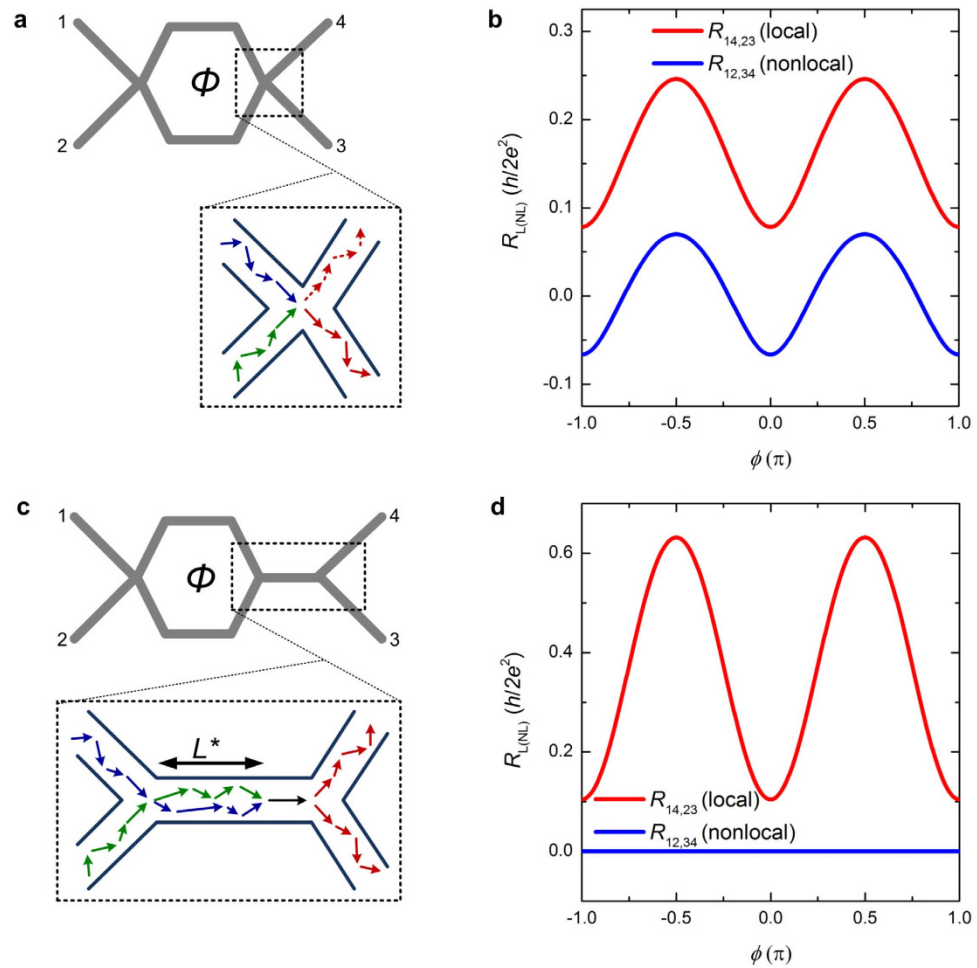 a
1
4
Φ
2
3
b
R14,23 (local)
R12,34 (nonlocal)
RL(NL) (h/2e²)
0.3
0.2
0.1
0.0
-0.1
-1.0 -0.5 0.0 0.5 1.0
ϕ (π)
c
1
4
Φ
2
3
L*
d
RL(NL) (h/2e²)
0.6
0.4
0.2
0.0
R14,23 (local)
R12,34 (nonlocal)
-1.0 -0.5 0.0 0.5 1.0
ϕ (π)